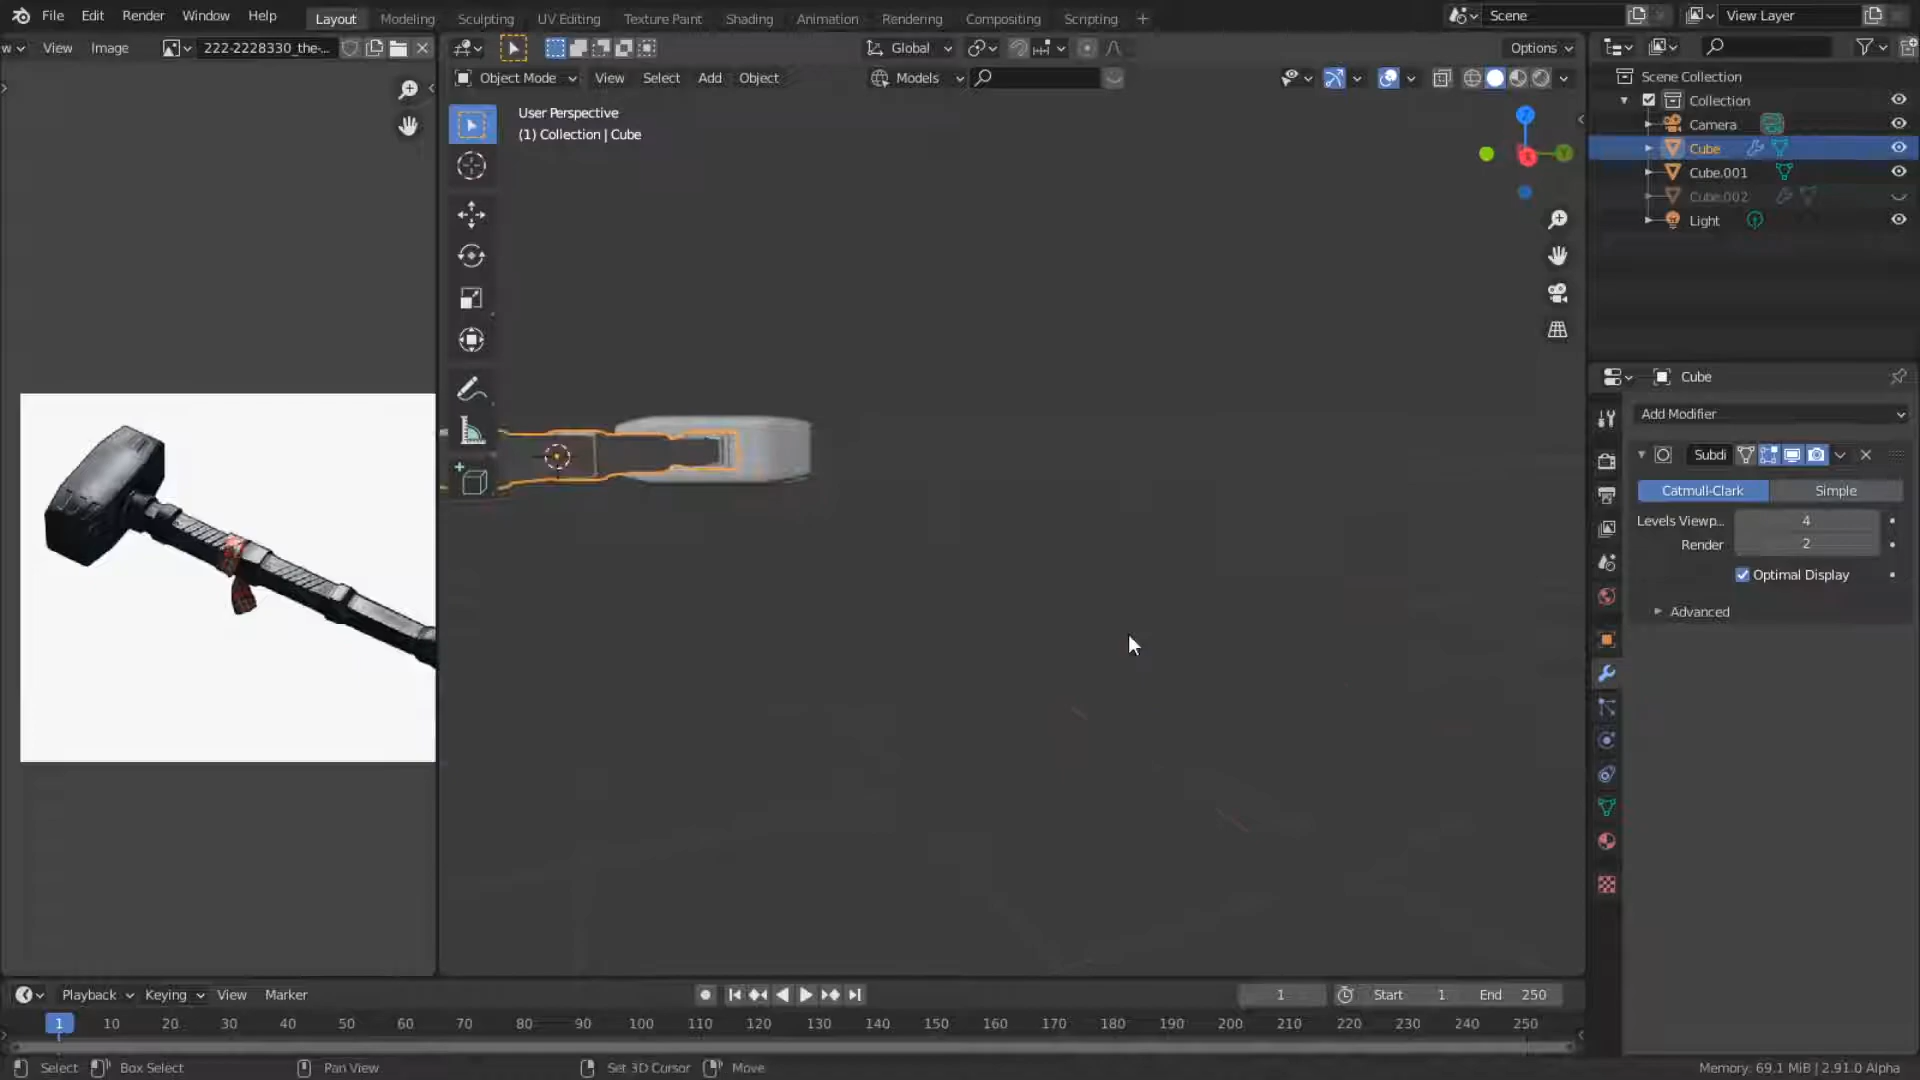 File Edit Render Window Help Layout Modeling Sculpting UV Editing Texture Paint Shading Animation Rendering Compositing Scripting + Scene View Layer
w View Image 222-2228330_the-... Global Options
Object Mode View Select Add Object Models
User Perspective
(1) Collection | Cube
Scene Collection
Collection
Camera
Cube
Cube.001
Cube.002
Light
Cube
Add Modifier
Subdi
Catmull-Clark Simple
Levels Viewp... 4
Render 2
Optimal Display
Advanced
Playback Keying View Marker 1 Start 1 End 250
1 10 20 30 40 50 60 70 80 90 100 110 120 130 140 150 160 170 180 190 200 210 220 230 240 250
Select Box Select Pan View Set 3D Cursor Move Memory: 69.1 MiB | 2.91.0 Alpha